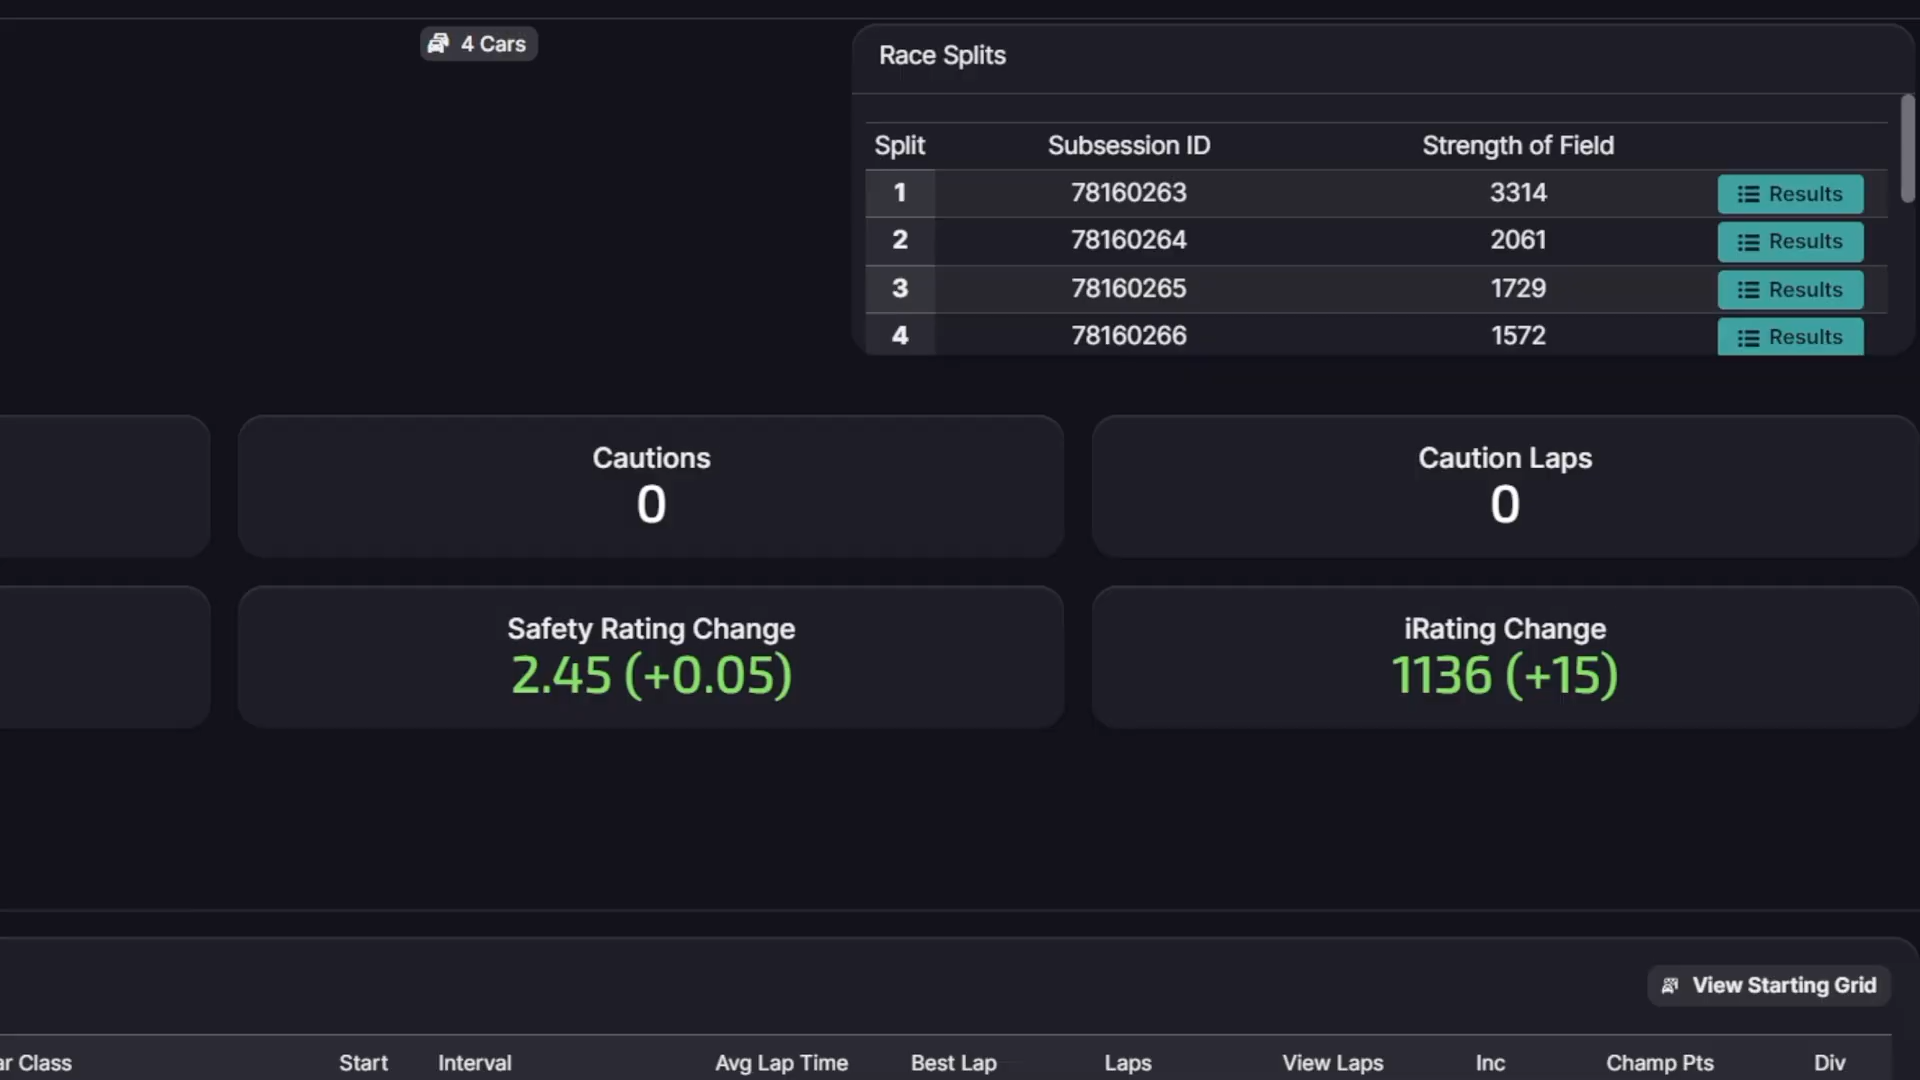 4 Cars
Race Splits
Split Subsession ID Strength of Field
1 78160263 3314 Results
2 78160264 2061 Results
3 78160265 1729 Results
4 78160266 1572 Results
Cautions
0
Caution Laps
0
Safety Rating Change
2.45 (+0.05)
iRating Change
1136 (+15)
View Starting Grid
ar Class Start Interval Avg Lap Time Best Lap Laps View Laps Inc Champ Pts Div